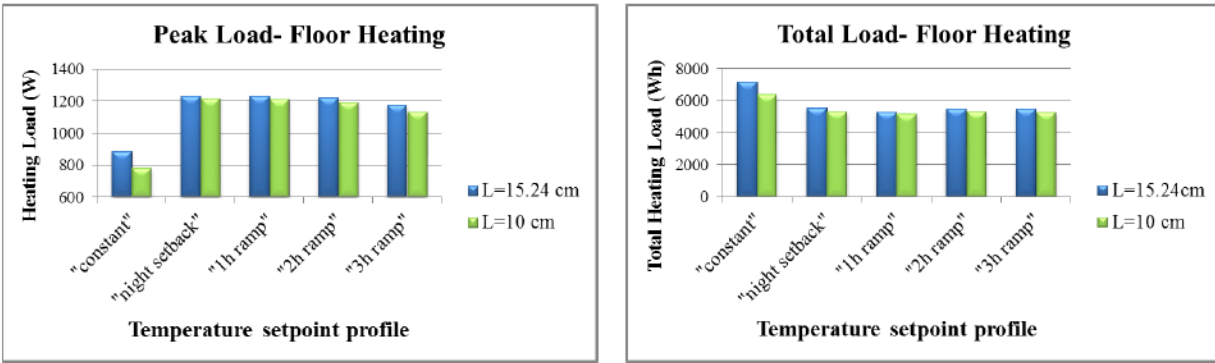 Peak Load- Floor Heating
Heating Load (W)
1400
1200
1000
800
600
"constant"
"night setback"
"1h ramp"
"2h ramp"
"3h ramp"
L=15.24 cm
L=10 cm
Temperature setpoint profile
Total Load- Floor Heating
Total Heating Load (Wh)
8000
6000
4000
2000
0
"constant"
"night setback"
"1h ramp"
"2h ramp"
"3h ramp"
L=15.24cm
L=10 cm
Temperature setpoint profile